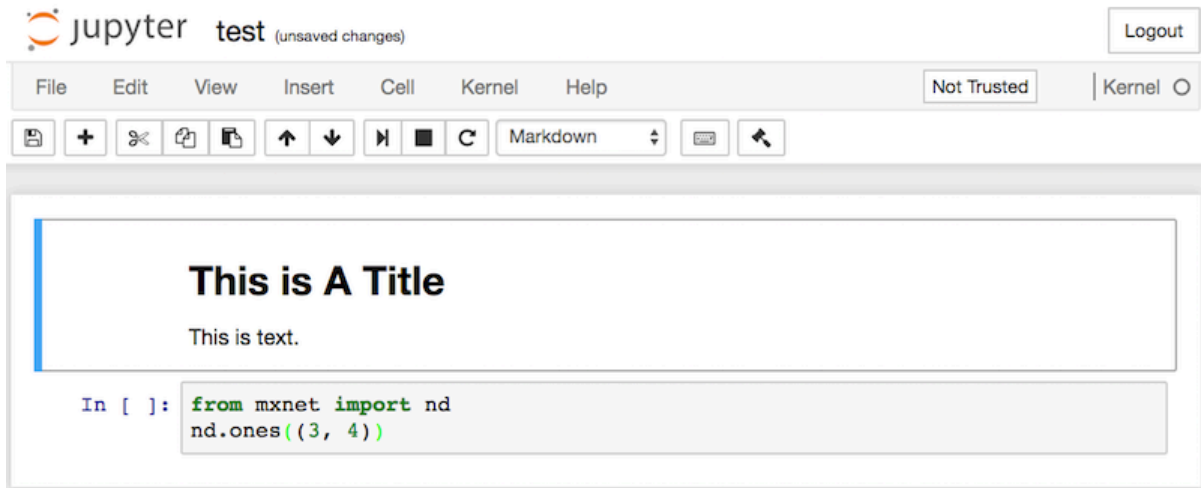 jupyter test (unsaved changes) Logout
File Edit View Insert Cell Kernel Help Not Trusted Kernel
Markdown
This is A Title
This is text.
In [ ]: from mxnet import nd
nd.ones((3, 4))